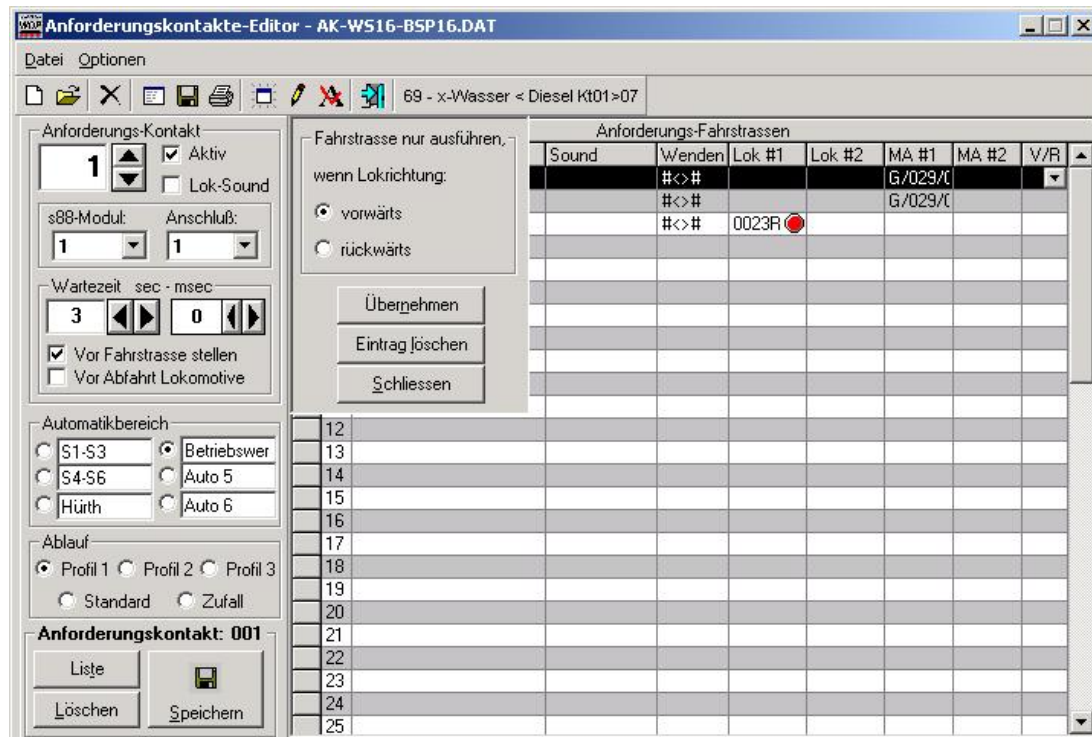 WDP Anforderungskontakte-Editor - AK-WS16-BSP16.DAT
Datei Optionen
69 - x-Wasser < Diesel Kt01>07
Anforderungs-Kontakt
1
Aktiv
Lok-Sound
s88-Modul: Anschluß:
1 1
Wartezeit sec - msec
3 0
Vor Fahrstrasse stellen
Vor Abfahrt Lokomotive
Automatikbereich
S1-S3 Betriebswer
S4-S6 Auto 5
Hürth Auto 6
Ablauf
Profil 1 Profil 2 Profil 3
Standard Zufall
Anforderungskontakt: 001
Liste
Löschen
Speichern
Fahrstrasse nur ausführen,
wenn Lokrichtung:
vorwärts
rückwärts
Übernehmen
Eintrag löschen
Schliessen
Anforderungs-Fahrstrassen
Sound Wenden Lok #1 Lok #2 MA #1 MA #2 V/R
#<># G/029/0
#<># G/029/0
#<># 0023R
12
13
14
15
16
17
18
19
20
21
22
23
24
25